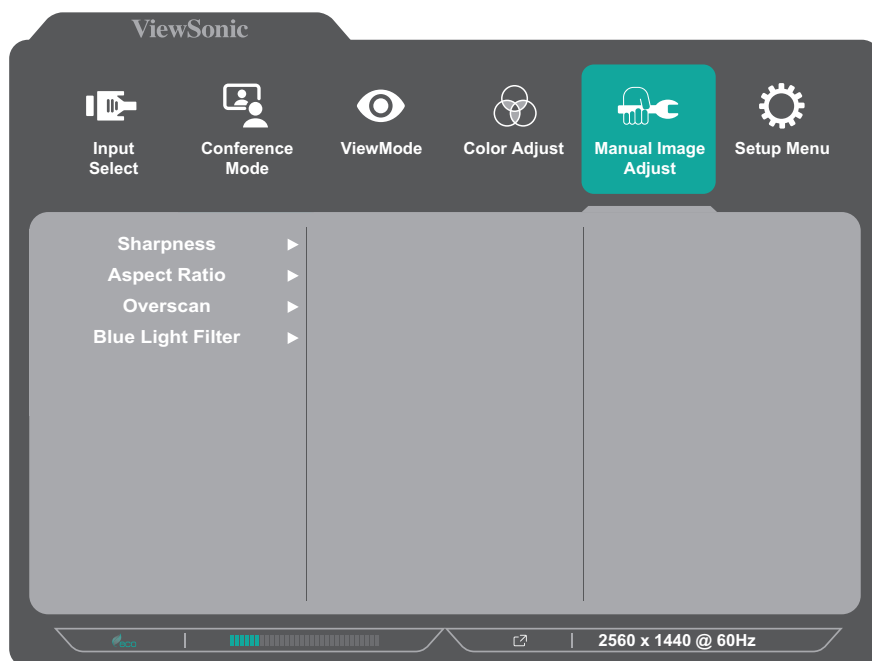 ViewSonic
Input
Select
Conference
Mode
ViewMode
Color Adjust
Manual Image
Adjust
Setup Menu
Sharpness ►
Aspect Ratio ►
Overscan ►
Blue Light Filter ►
eco | | 2560 x 1440 @ 60Hz